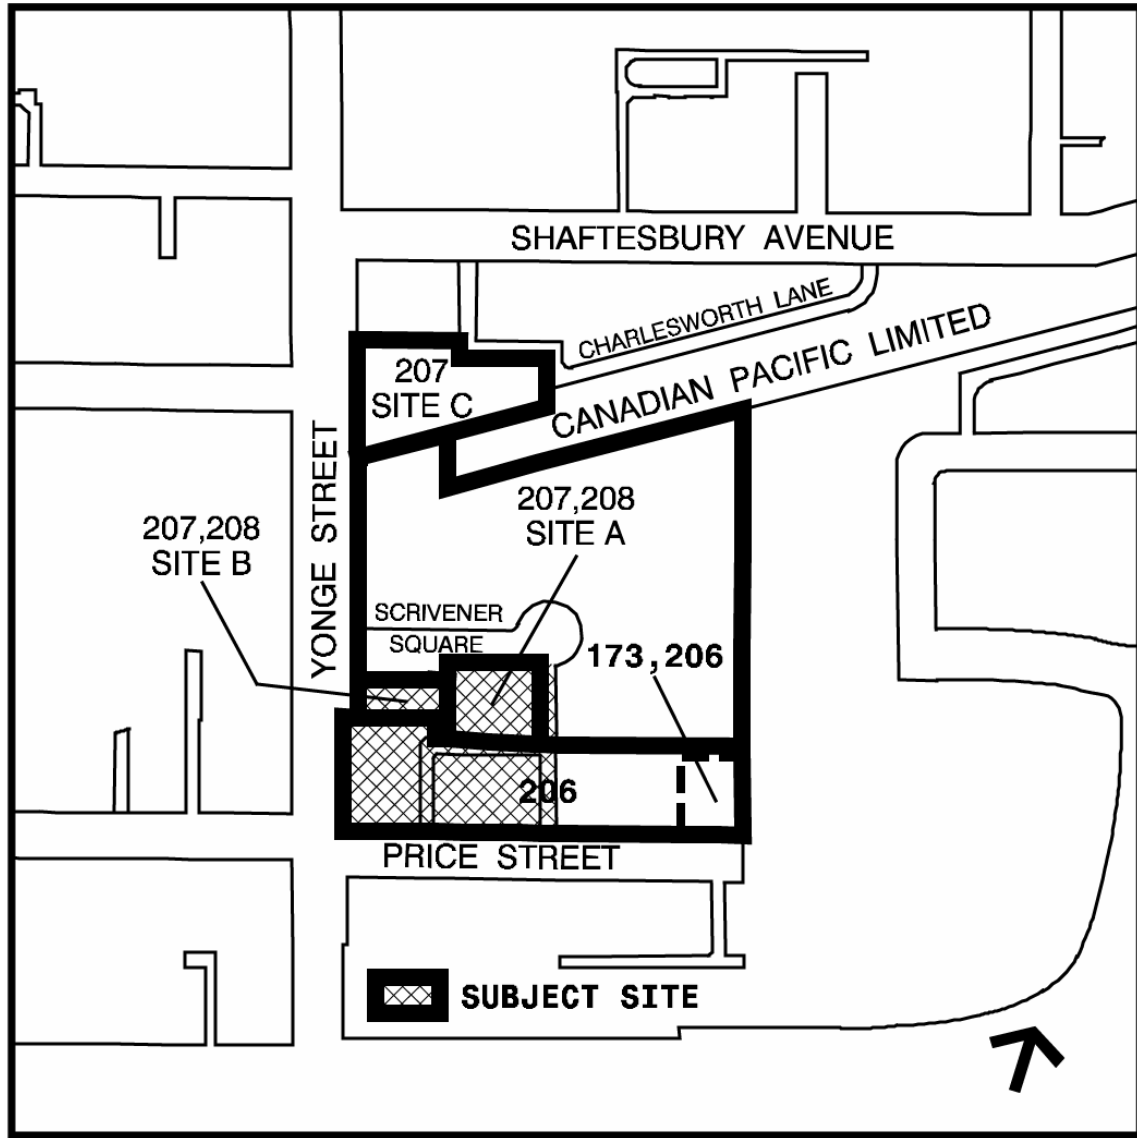 SHAFTESBURY AVENUE
CHARLESWORTH LANE
CANADIAN PACIFIC LIMITED
207
SITE C
YONGE STREET
207,208
SITE A
207,208
SITE B
SCRIVENER
SQUARE
173,206
206
PRICE STREET
SUBJECT SITE